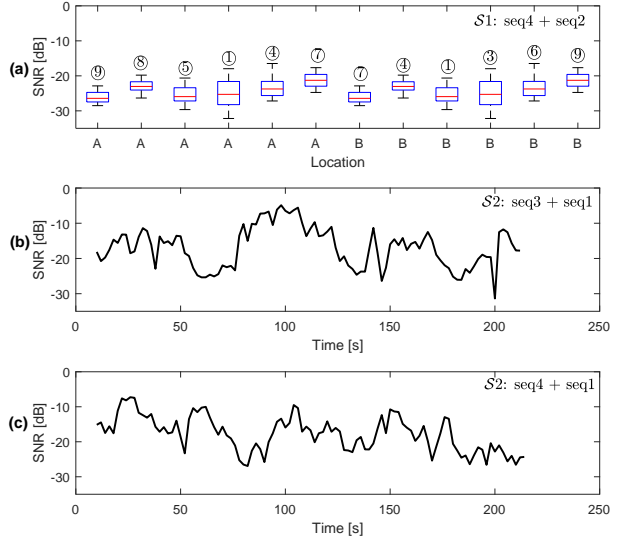 0
-10
-20
-30
SNR [dB]
(a)
S1: seq4 + seq2
⑨ ⑧ ⑤ ① ④ ⑦ ⑦ ④ ① ③ ⑥ ⑨
A A A A A A B B B B B B
Location
0
-10
-20
-30
SNR [dB]
(b)
S2: seq3 + seq1
0 50 100 150 200 250
Time [s]
0
-10
-20
-30
SNR [dB]
(c)
S2: seq4 + seq1
0 50 100 150 200 250
Time [s]